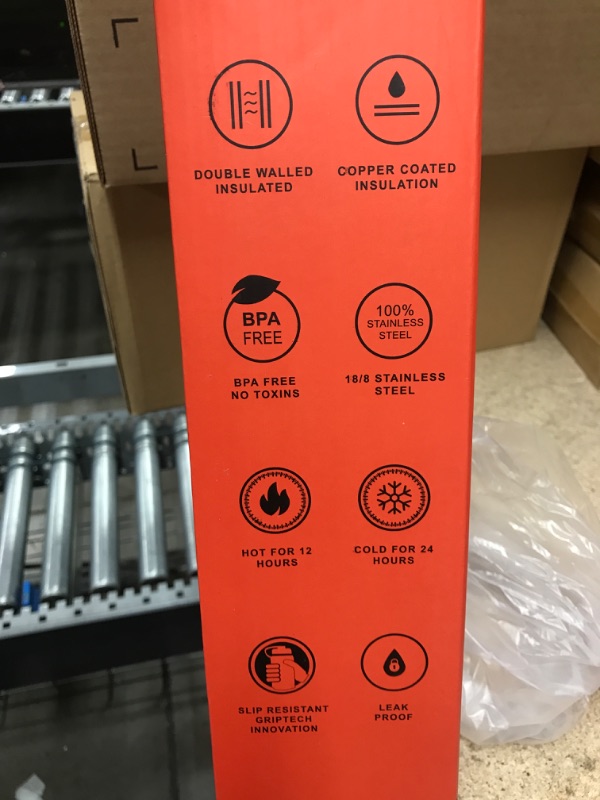 DOUBLE WALLED
INSULATED
COPPER COATED
INSULATION
BPA
FREE
BPA FREE
NO TOXINS
100%
STAINLESS
STEEL
18/8 STAINLESS
STEEL
HOT FOR 12
HOURS
COLD FOR 24
HOURS
SLIP RESISTANT
GRIPTECH
INNOVATION
LEAK
PROOF